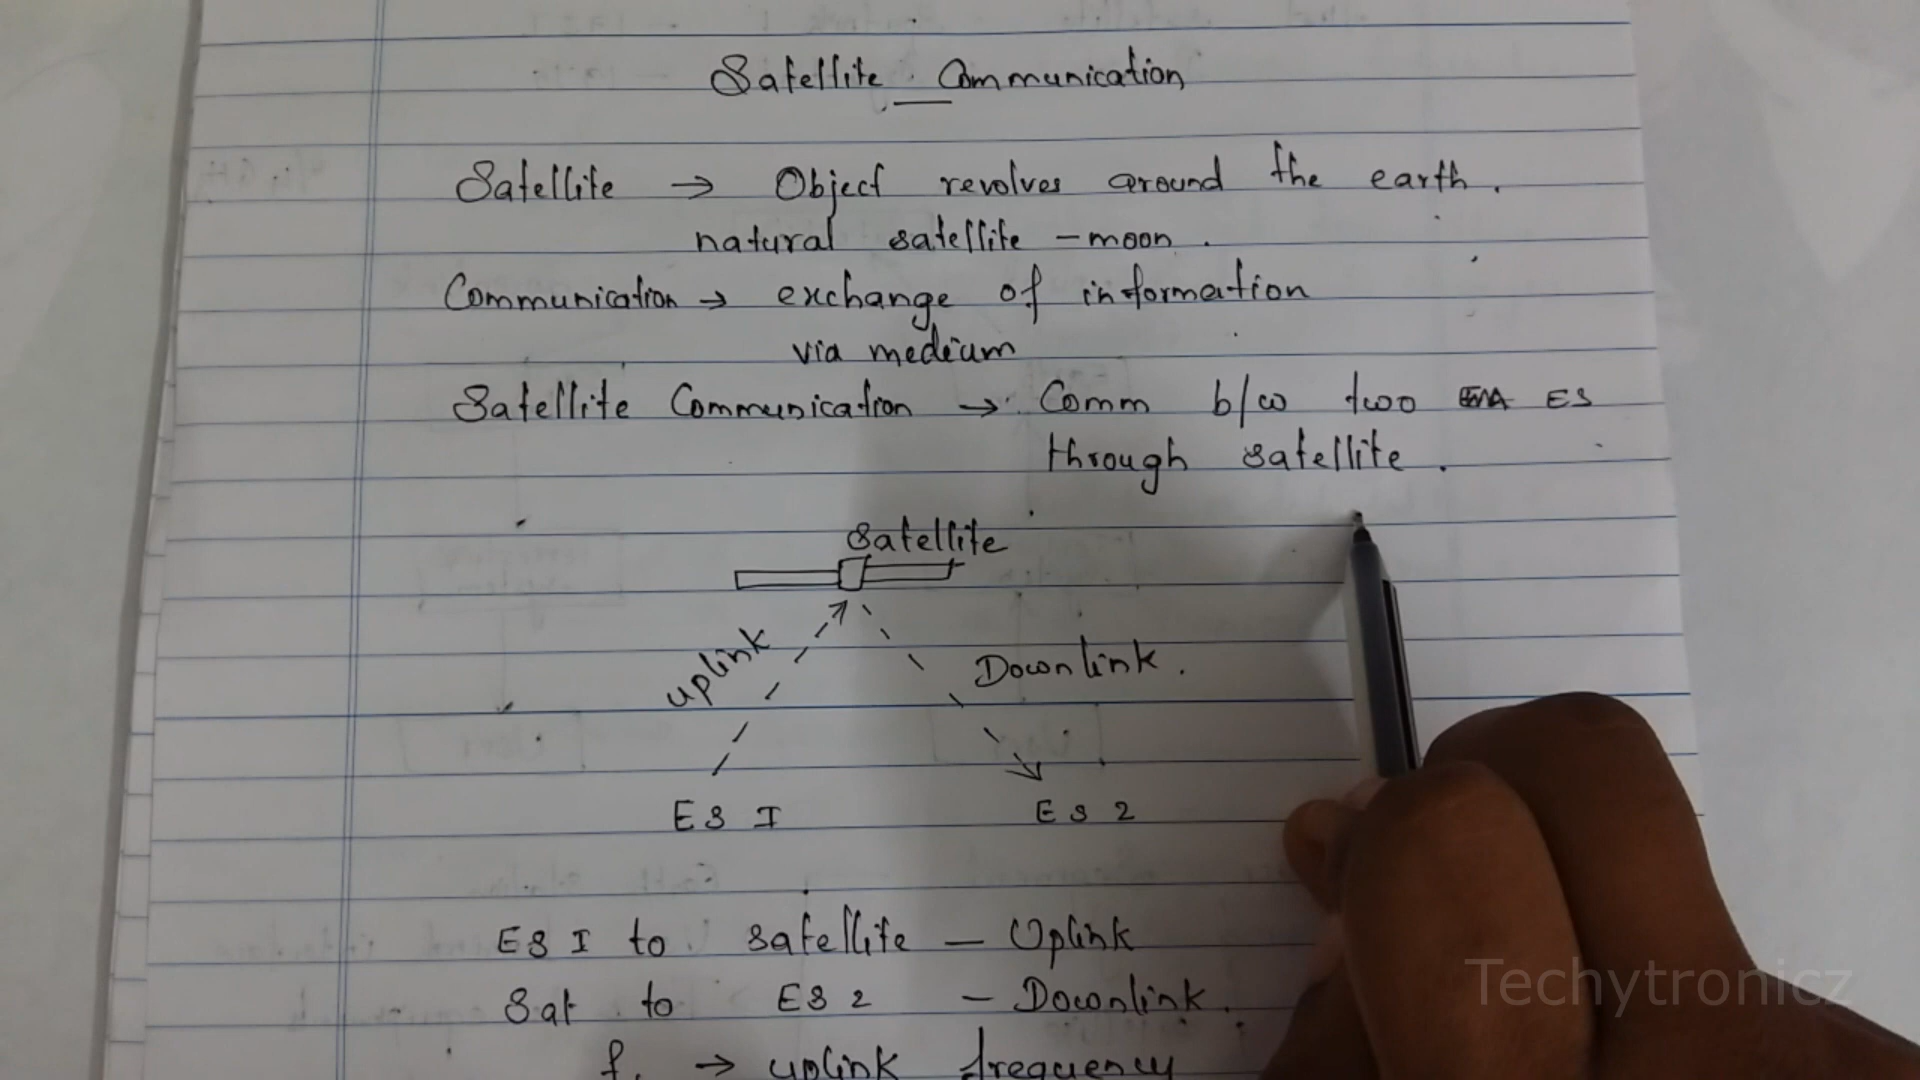 Satellite Communication
Satellite → Object revolves around the earth.
natural satellite - moon.
Communication → exchange of information
via medium
Satellite Communication → Comm b/w two ES
through satellite.
Satellite
uplink
Downlink.
ES I
ES 2
ES I to satellite - Uplink
Sat to ES 2 - Downlink.
→ uplink frequency
Techytronicz